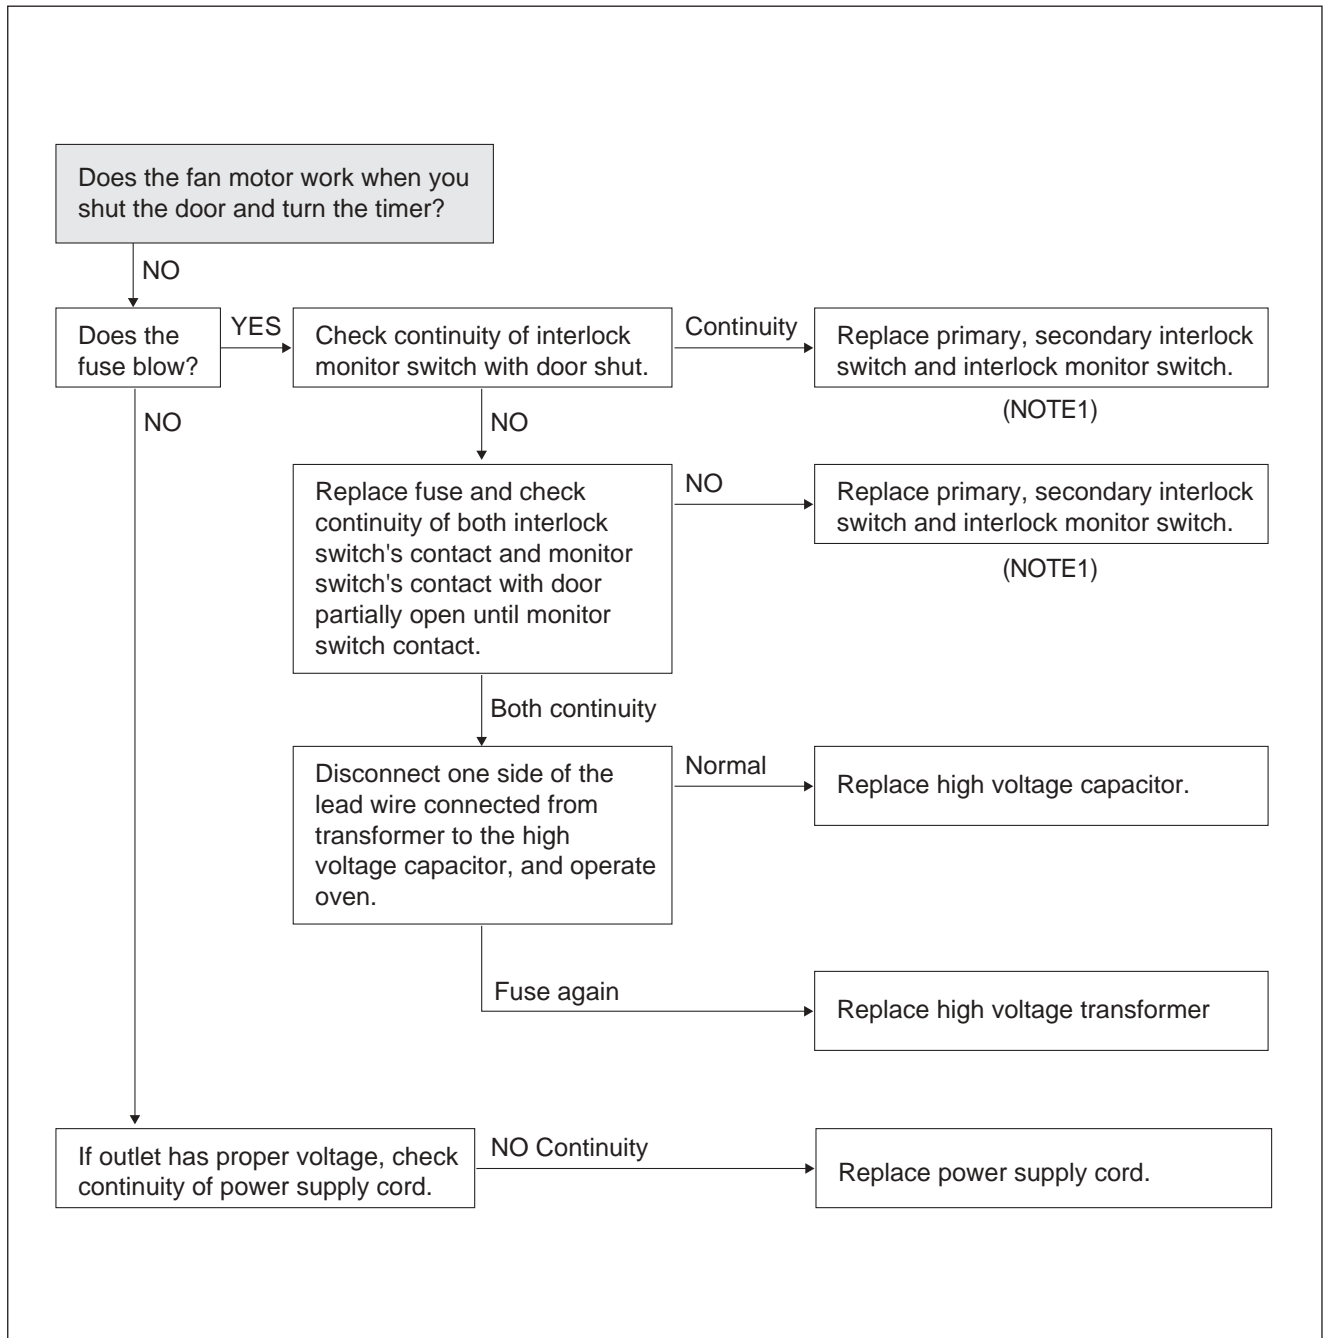 Does the fan motor work when you
shut the door and turn the timer?
NO
Does the
fuse blow?
YES
Check continuity of interlock
monitor switch with door shut.
Continuity
Replace primary, secondary interlock
switch and interlock monitor switch.
(NOTE1)
NO
NO
Replace fuse and check
continuity of both interlock
switch's contact and monitor
switch's contact with door
partially open until monitor
switch contact.
NO
Replace primary, secondary interlock
switch and interlock monitor switch.
(NOTE1)
Both continuity
Disconnect one side of the
lead wire connected from
transformer to the high
voltage capacitor, and operate
oven.
Normal
Replace high voltage capacitor.
Fuse again
Replace high voltage transformer
If outlet has proper voltage, check
continuity of power supply cord.
NO Continuity
Replace power supply cord.